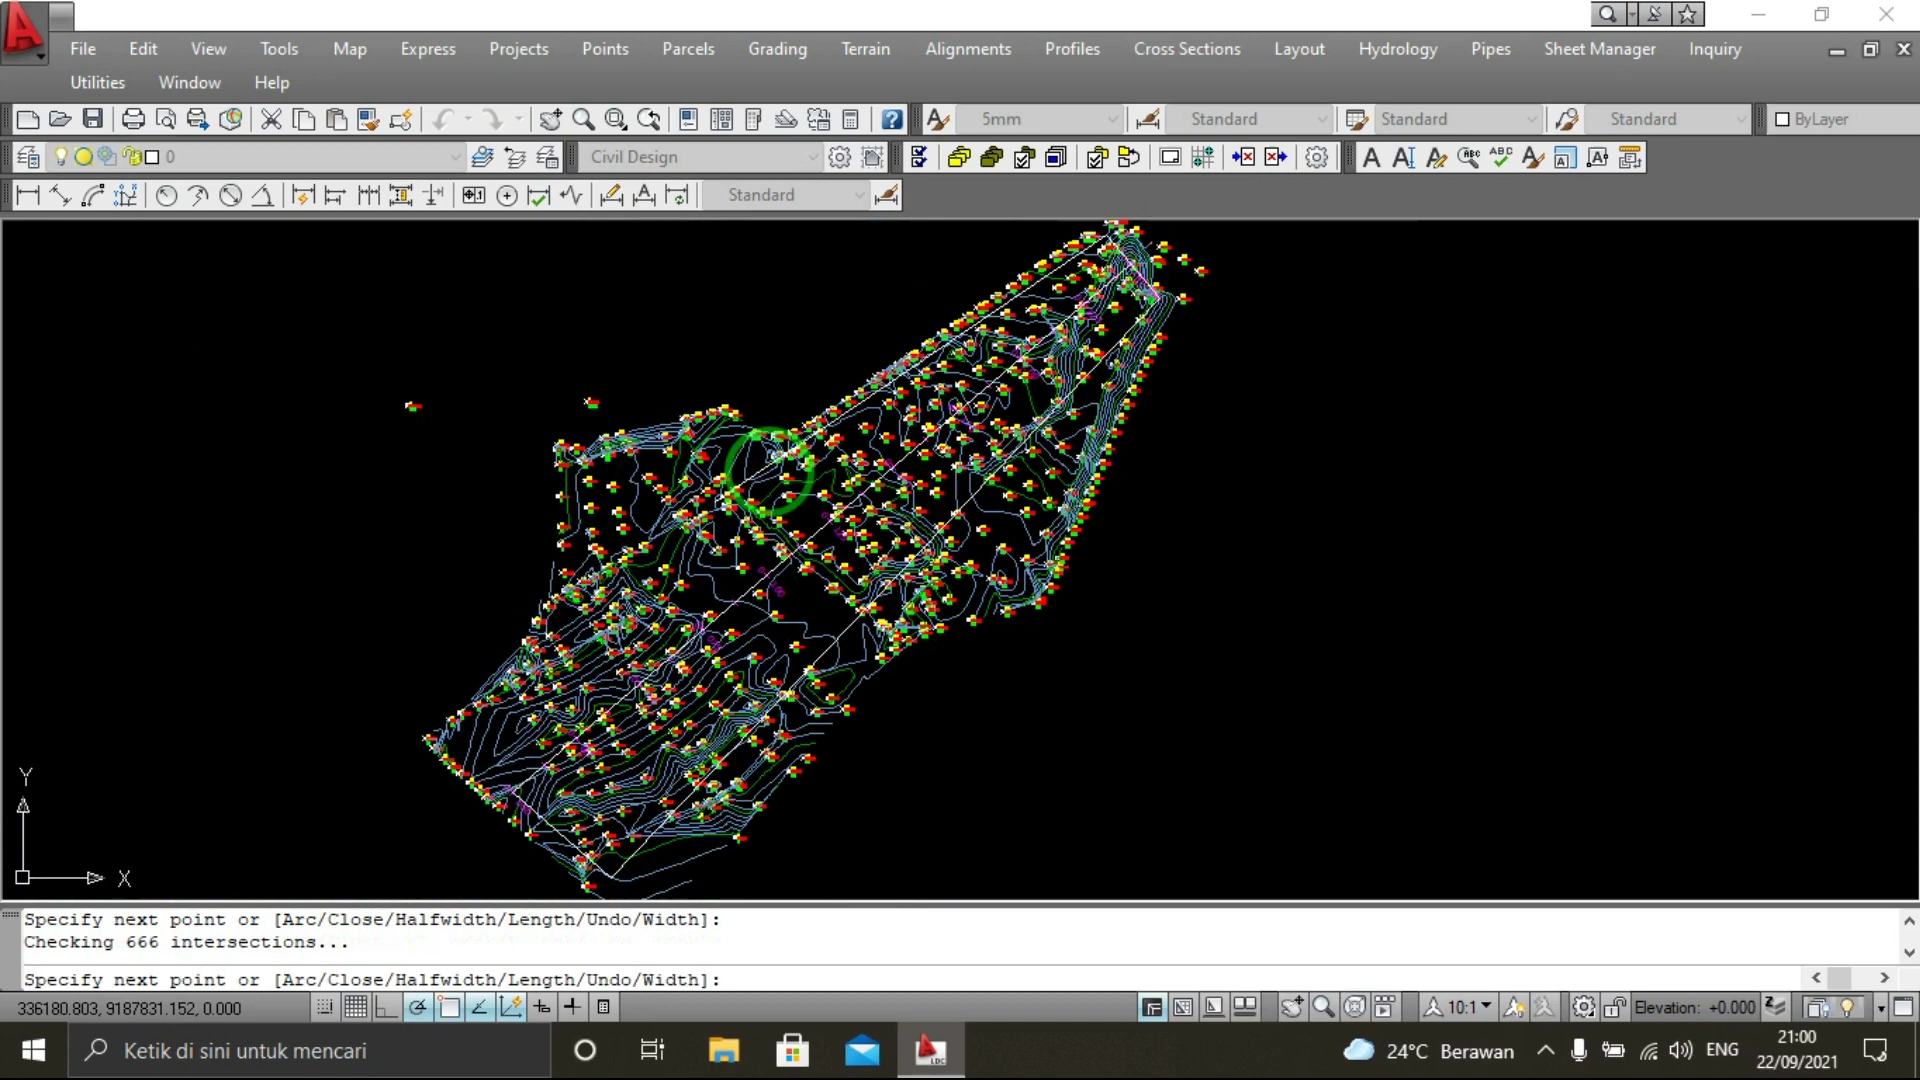 File Edit View Tools Map Express Projects Points Parcels Grading Terrain Alignments Profiles Cross Sections Layout Hydrology Pipes Sheet Manager Inquiry
Utilities Window Help
5mm Standard Standard Standard ByLayer
0 Civil Design
Standard
Y
X
Specify next point or [Arc/Close/Halfwidth/Length/Undo/Width]:
Checking 666 intersections...
Specify next point or [Arc/Close/Halfwidth/Length/Undo/Width]:
336180.803, 9187831.152, 0.000 10:1 Elevation: +0.000
Ketik di sini untuk mencari 24°C Berawan ENG 21:00
22/09/2021